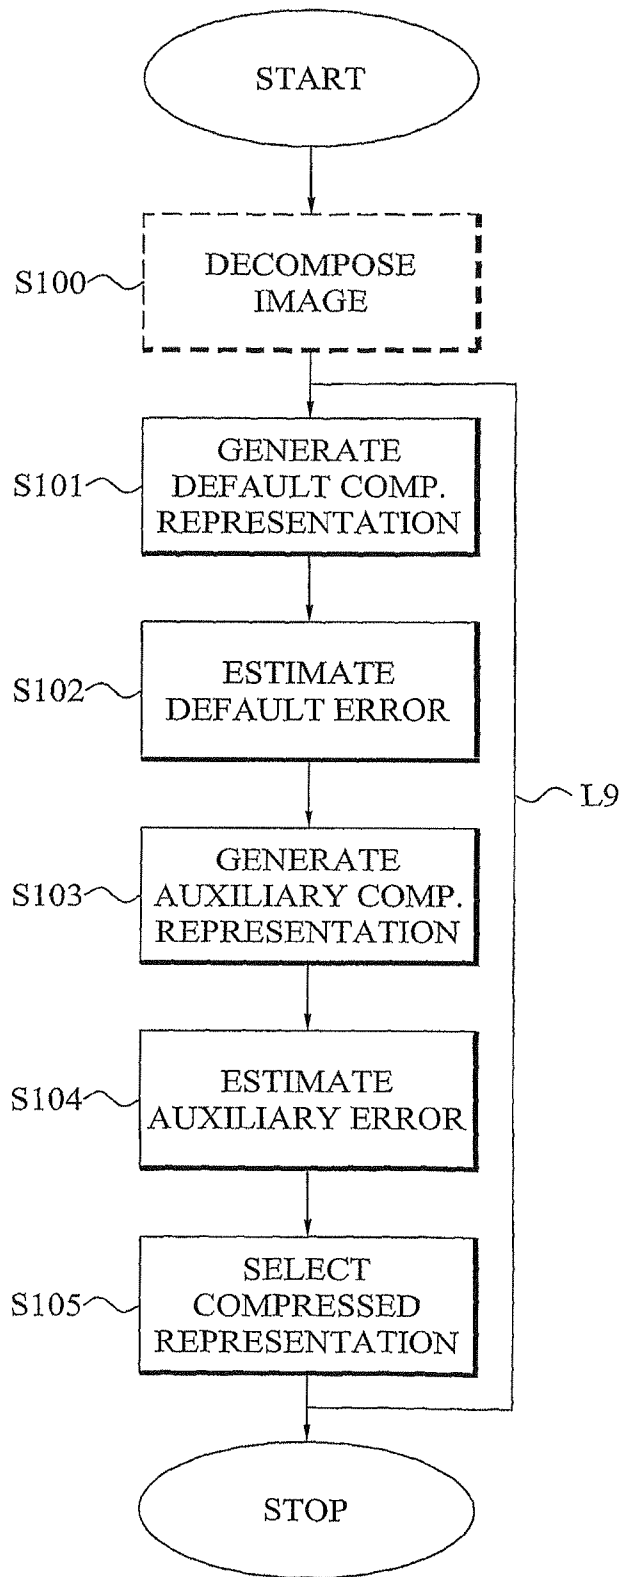 START
S100
DECOMPOSE
IMAGE
S101
GENERATE
DEFAULT COMP.
REPRESENTATION
S102
ESTIMATE
DEFAULT ERROR
L9
S103
GENERATE
AUXILIARY COMP.
REPRESENTATION
S104
ESTIMATE
AUXILIARY ERROR
S105
SELECT
COMPRESSED
REPRESENTATION
STOP